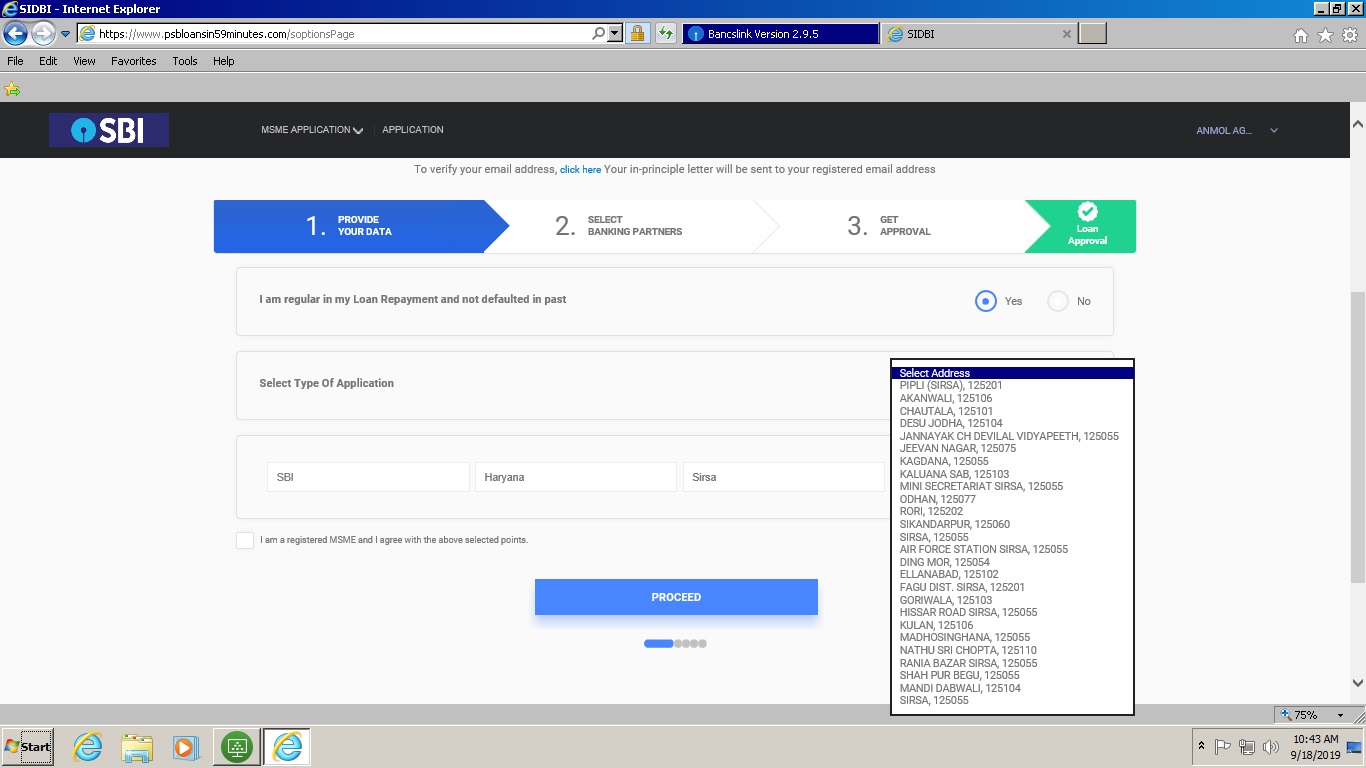 SIDBI - Internet Explorer
https://www.psbloansin59minutes.com/soptionsPage
Bancslink Version 2.9.5
SIDBI
File Edit View Favorites Tools Help
SBI
MSME APPLICATION
APPLICATION
ANMOL AG...
To verify your email address, click here Your in-principle letter will be sent to your registered email address
1. PROVIDE
YOUR DATA
2. SELECT
BANKING PARTNERS
3. GET
APPROVAL
Loan
Approval
I am regular in my Loan Repayment and not defaulted in past
Yes
No
Select Type Of Application
Select Address
PIPLI (SIRSA), 125201
AKANWALI, 125106
CHAUTALA, 125101
DESU JODHA, 125104
JANNAYAK CH DEVILAL VIDYAPEETH, 125055
JEEVAN NAGAR, 125075
KAGDANA, 125055
KALUANA SAB, 125103
MINI SECRETARIAT SIRSA, 125055
ODHAN, 125077
RORI, 125202
SIKANDARPUR, 125060
SIRSA, 125055
AIR FORCE STATION SIRSA, 125055
DING MOR, 125054
ELLANABAD, 125102
FAGU DIST. SIRSA, 125201
GORIWALA, 125103
HISSAR ROAD SIRSA, 125055
KULAN, 125106
MADHOSINGHANA, 125055
NATHU SRI CHOPTA, 125110
RANIA BAZAR SIRSA, 125055
SHAH PUR BEGU, 125055
MANDI DABWALI, 125104
SIRSA, 125055
SBI
Haryana
Sirsa
I am a registered MSME and I agree with the above selected points.
PROCEED
75%
Start
10:43 AM
9/18/2019